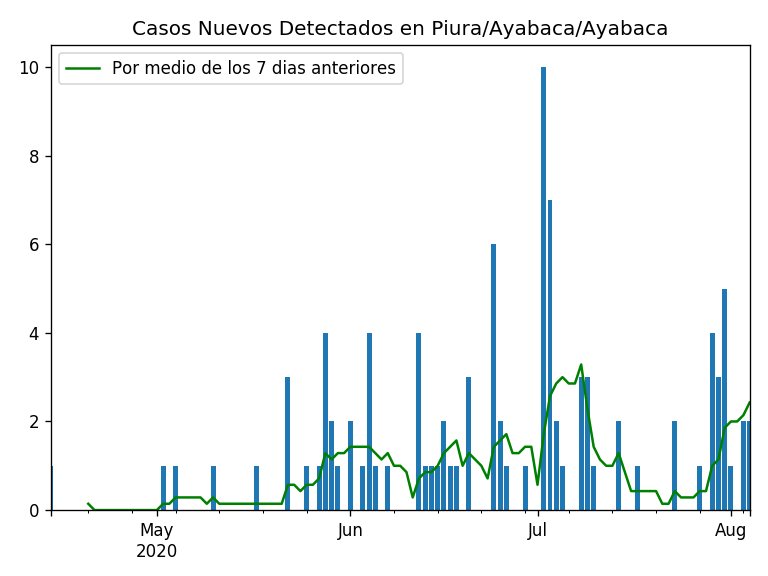 Casos Nuevos Detectados en Piura/Ayabaca/Ayabaca
Por medio de los 7 dias anteriores
10
8
6
4
2
0
May Jun Jul Aug
2020